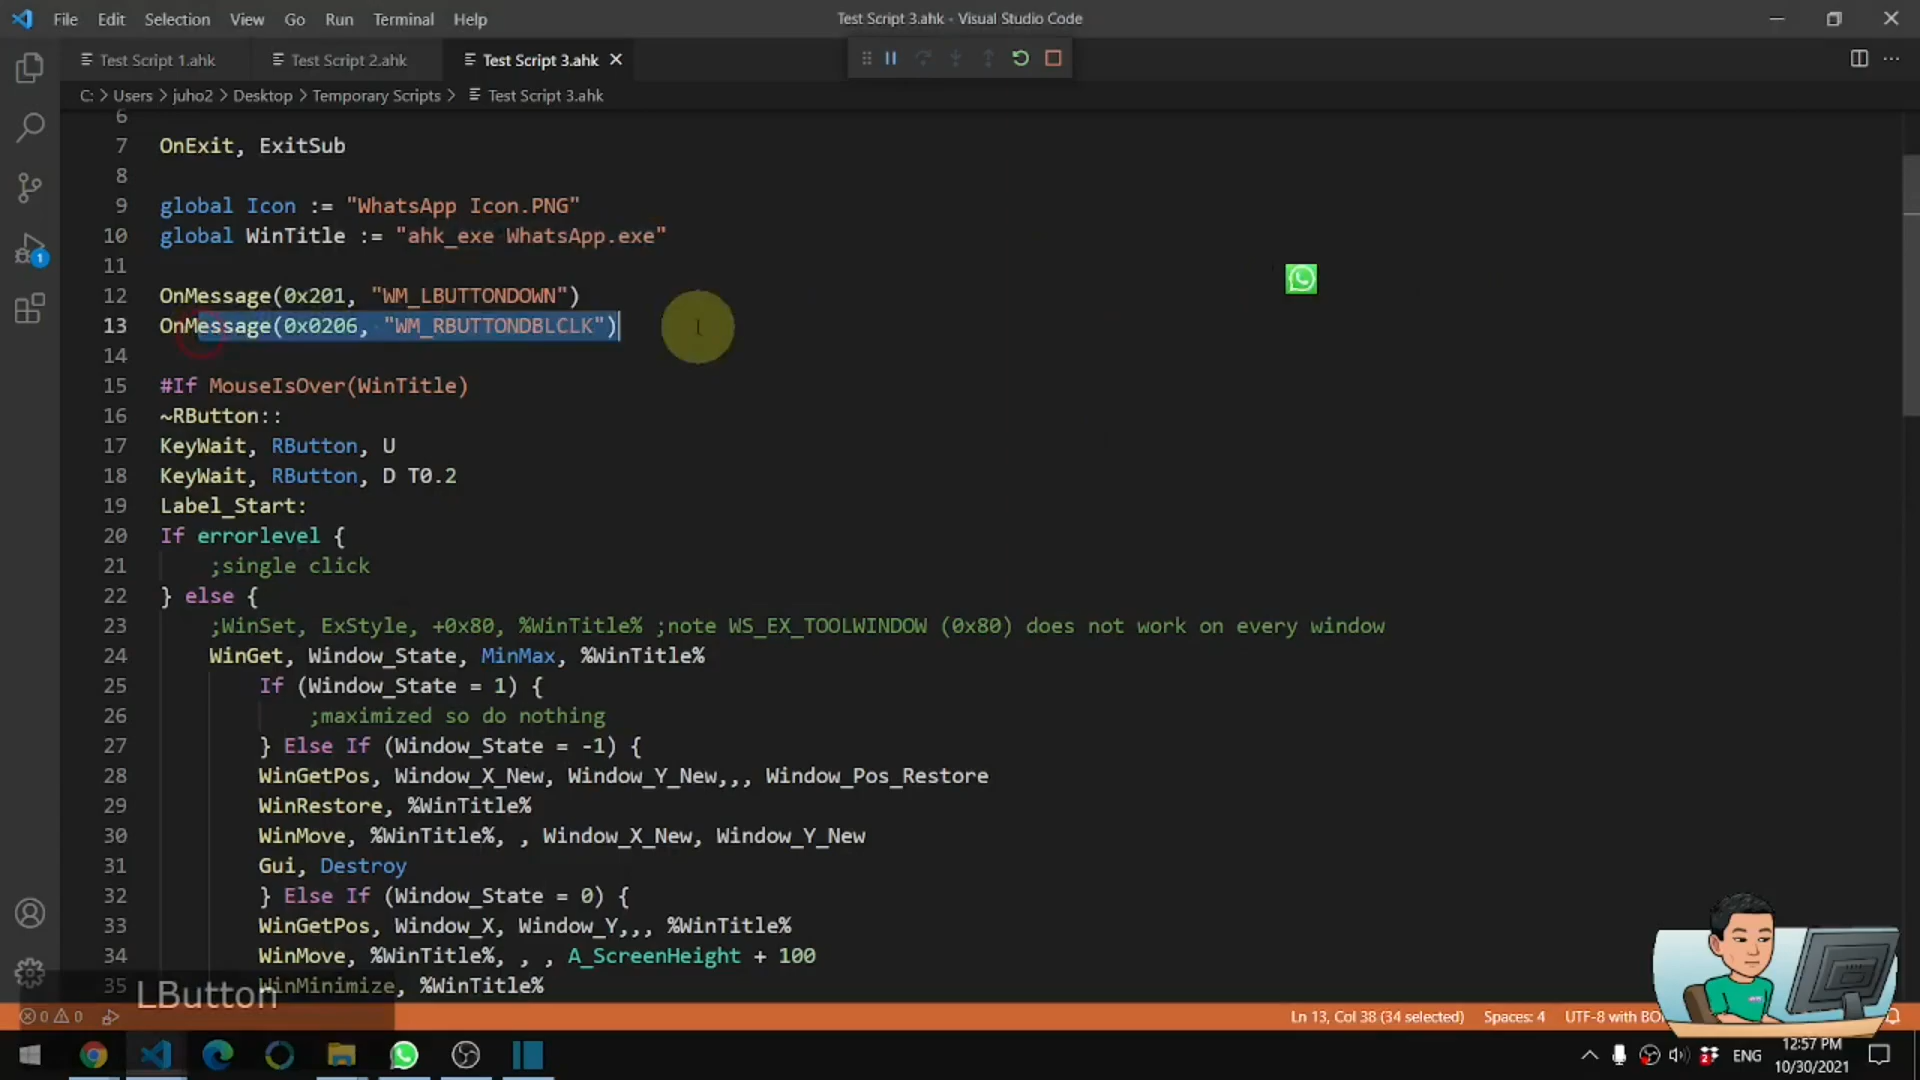 File Edit Selection View Go Run Terminal Help
Test Script 3.ahk - Visual Studio Code
Test Script 1.ahk
Test Script 2.ahk
Test Script 3.ahk
C: > Users > juho2 > Desktop > Temporary Scripts > Test Script 3.ahk
6
7 OnExit, ExitSub
8
9 global Icon := "WhatsApp Icon.PNG"
10 global WinTitle := "ahk_exe WhatsApp.exe"
11
12 OnMessage(0x201, "WM_LBUTTONDOWN")
13 OnMessage(0x0206, "WM_RBUTTONDBLCLK")
14
15 #If MouseIsOver(WinTitle)
16 ~RButton::
17 KeyWait, RButton, U
18 KeyWait, RButton, D T0.2
19 Label_Start:
20 If errorlevel {
21 ;single click
22 } else {
23 ;WinSet, ExStyle, +0x80, %WinTitle% ;note WS_EX_TOOLWINDOW (0x80) does not work on every window
24 WinGet, Window_State, MinMax, %WinTitle%
25 If (Window_State = 1) {
26 ;maximized so do nothing
27 } Else If (Window_State = -1) {
28 WinGetPos, Window_X_New, Window_Y_New,,, Window_Pos_Restore
29 WinRestore, %WinTitle%
30 WinMove, %WinTitle%, , Window_X_New, Window_Y_New
31 Gui, Destroy
32 } Else If (Window_State = 0) {
33 WinGetPos, Window_X, Window_Y,,, %WinTitle%
34 WinMove, %WinTitle%, , , A_ScreenHeight + 100
35 WinMinimize, %WinTitle%
LButton
1
0 0
Ln 13, Col 38 (34 selected) Spaces: 4 UTF-8 with BO
2 ENG
12:57 PM
10/30/2021